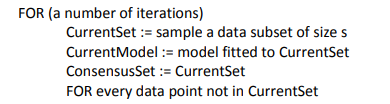 FOR (a number of iterations)
CurrentSet := sample a data subset of size s
CurrentModel := model fitted to CurrentSet
ConsensusSet := CurrentSet
FOR every data point not in CurrentSet